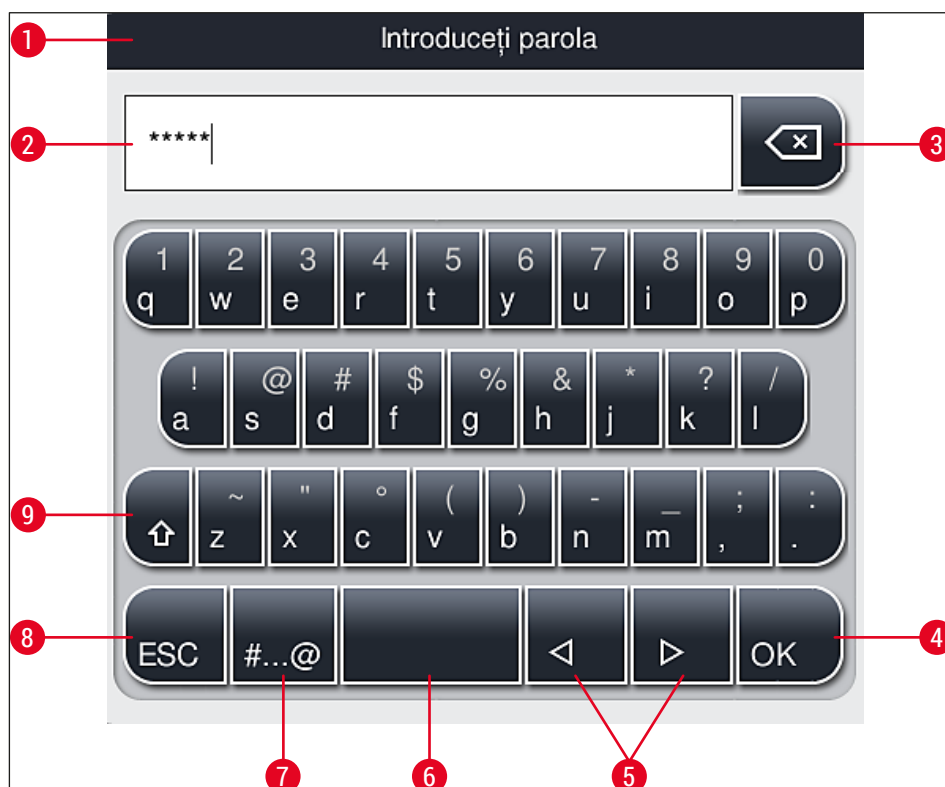 1 Introduceți parola
2 ***** 3
1 2 3 4 5 6 7 8 9 0
q w e r t y u i o p
! @ # $ % & * ? /
a s d f g h j k l
9 ~ " ° ( ) - _ ; :
z x c v b n m , .
8 ESC #...@ OK 4
7 6 5